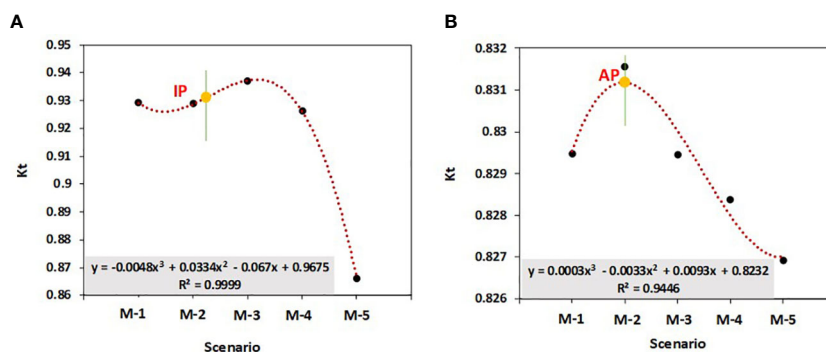 A
Kt
0.95
0.94
0.93
0.92
0.91
0.9
0.89
0.88
0.87
0.86
IP
y = -0.0048x³ + 0.0334x² - 0.067x + 0.9675
R² = 0.9999
M-1 M-2 M-3 M-4 M-5
Scenario
B
Kt
0.832
0.831
0.83
0.829
0.828
0.827
0.826
AP
y = 0.0003x³ - 0.0033x² + 0.0093x + 0.8232
R² = 0.9446
M-1 M-2 M-3 M-4 M-5
Scenario